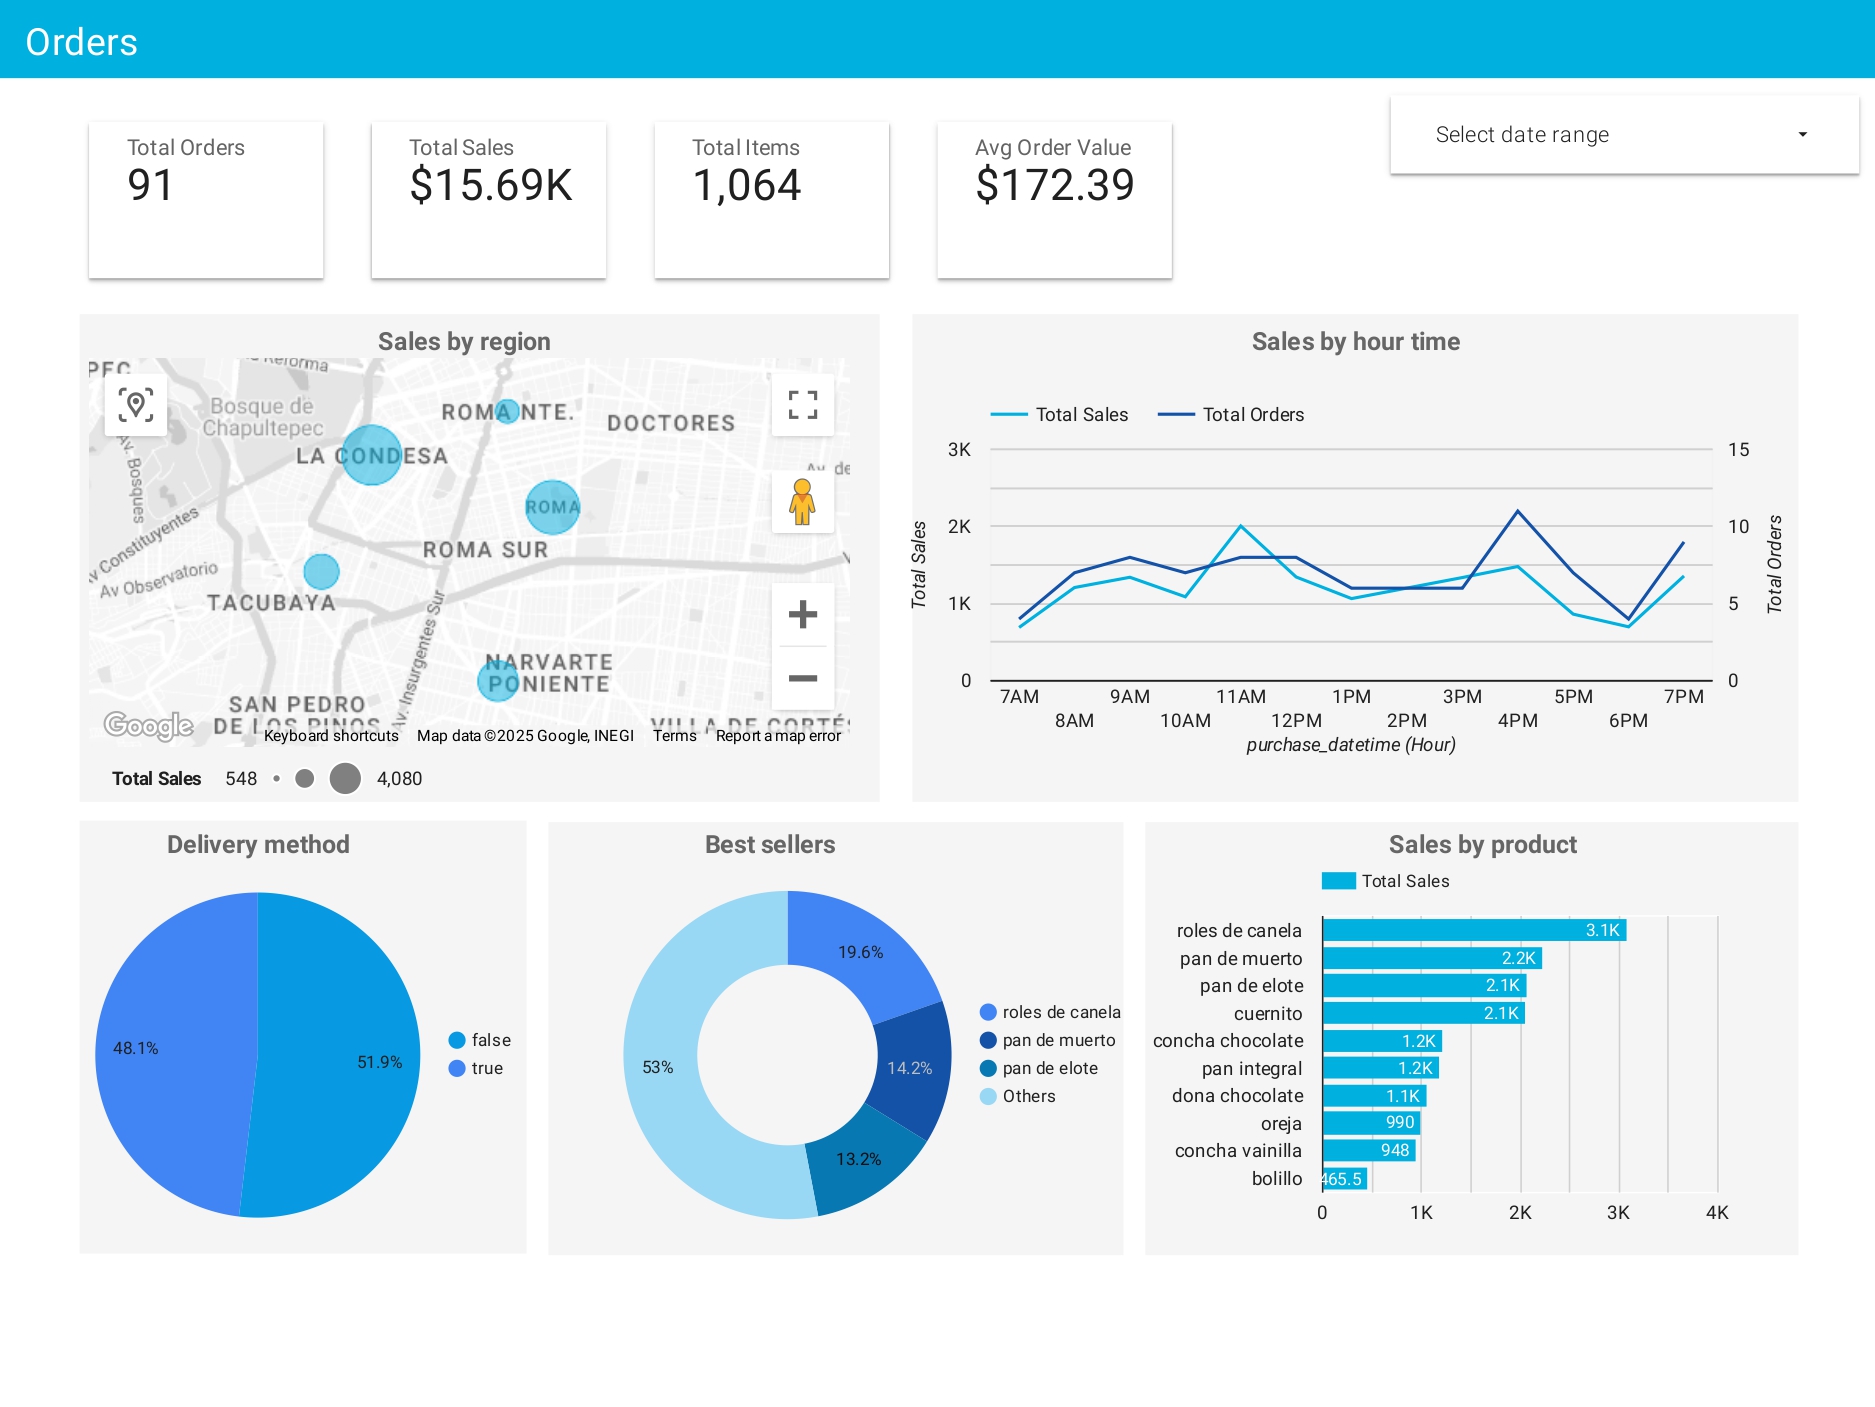 Orders
Select date range
Total Orders
91
Total Sales
$15.69K
Total Items
1,064
Avg Order Value
$172.39
Sales by region
Bosque de
Chapultepec
ROMA NTE.
DOCTORES
LA CONDESA
Av. Bosques
ROMA
Av Constituyentes
ROMA SUR
Av Observatorio
TACUBAYA
Av. Insurgentes Sur
NARVARTE
PONIENTE
SAN PEDRO
DE LOS PINOS
Google
Keyboard shortcuts
Map data ©2025 Google, INEGI
Terms
Report a map error
Total Sales 548 4,080
Sales by hour time
Total Sales
Total Orders
3K
2K
1K
0
15
10
5
0
Total Sales
Total Orders
7AM
8AM
9AM
10AM
11AM
12PM
1PM
2PM
3PM
4PM
5PM
6PM
7PM
purchase_datetime (Hour)
Delivery method
48.1%
51.9%
false
true
Best sellers
19.6%
14.2%
13.2%
53%
roles de canela
pan de muerto
pan de elote
Others
Sales by product
Total Sales
roles de canela 3.1K
pan de muerto 2.2K
pan de elote 2.1K
cuernito 2.1K
concha chocolate 1.2K
pan integral 1.2K
dona chocolate 1.1K
oreja 990
concha vainilla 948
bolillo 465.5
0 1K 2K 3K 4K